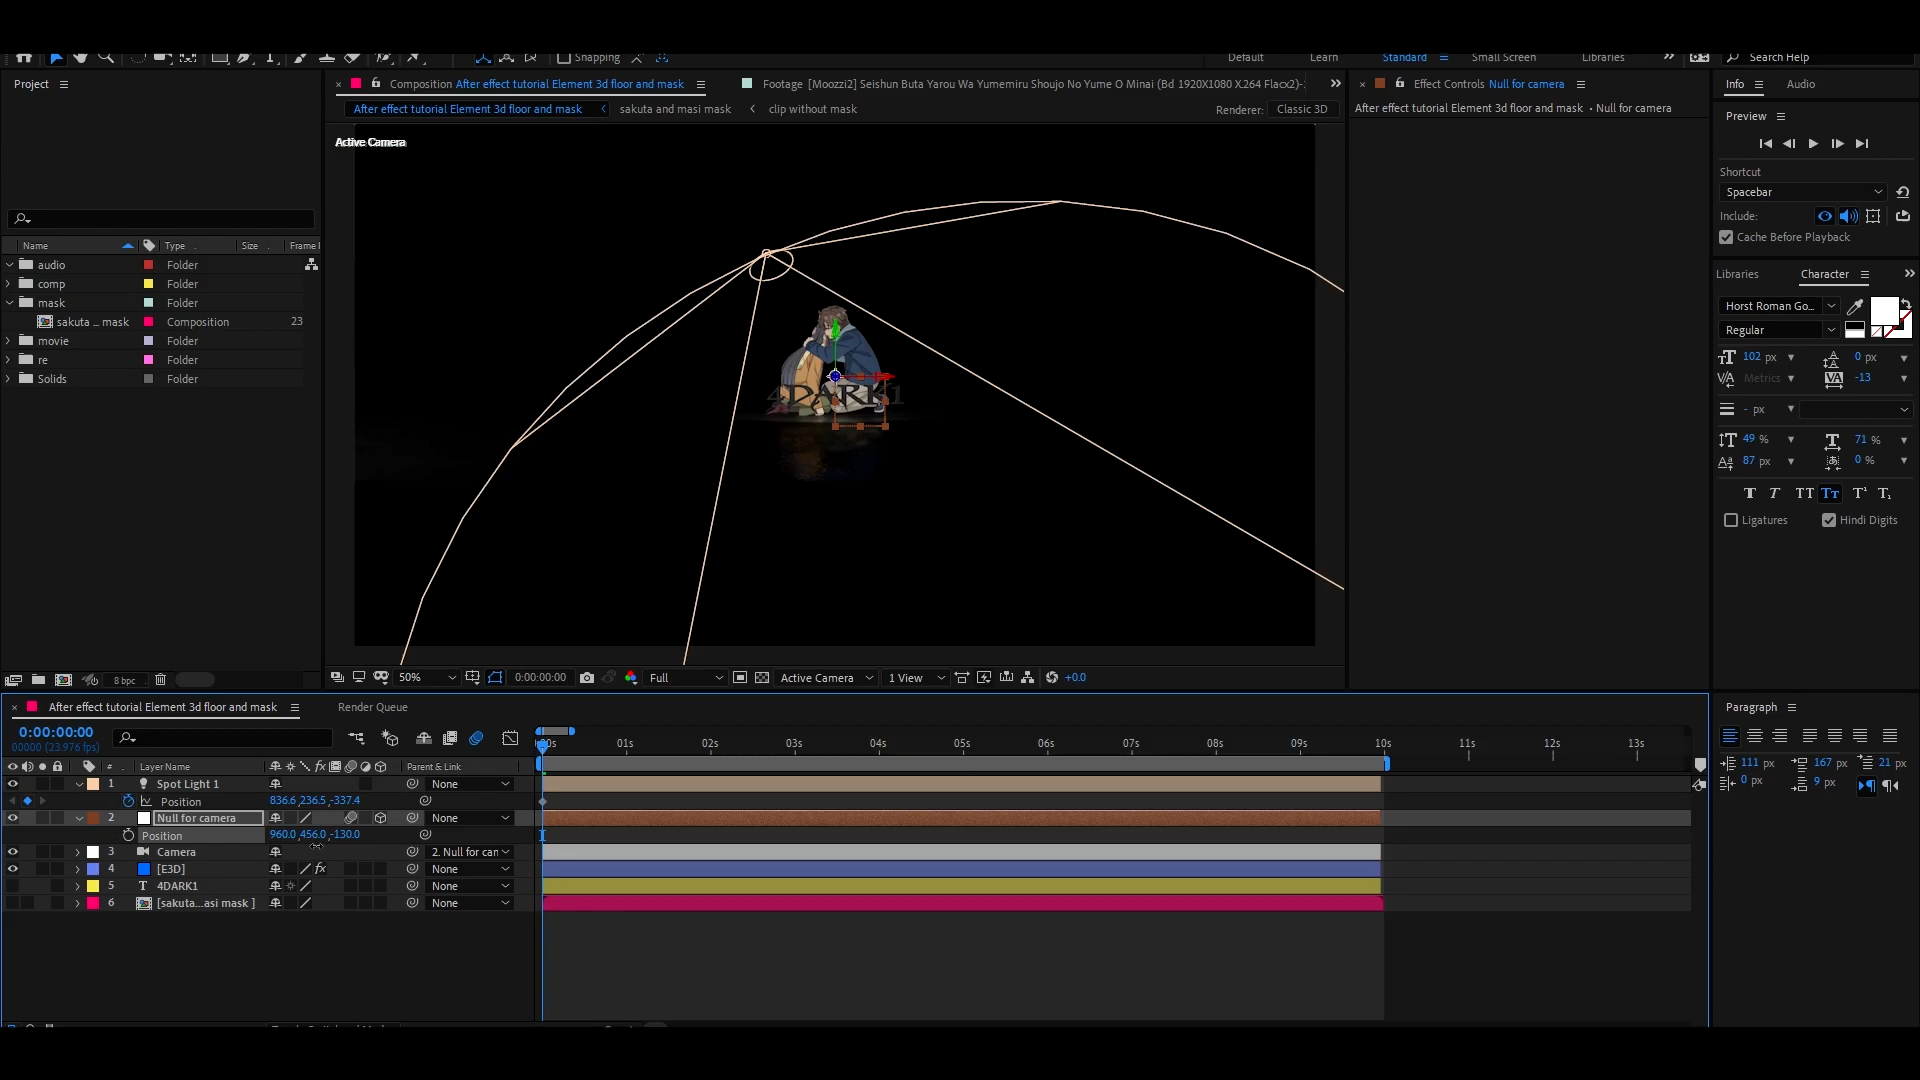 Snapping
Default
Learn
Standard
Small Screen
Libraries
Search Help
Project
Composition After effect tutorial Element 3d floor and mask
Footage [Moozzi2] Seishun Buta Yarou Wa Yumemiru Shoujo No Yume O Minai (Bd 1920X1080 X.264 Flacx2)-
Effect Controls Null for camera
Info
Audio
After effect tutorial Element 3d floor and mask
sakuta and masi mask
clip without mask
Renderer: Classic 3D
After effect tutorial Element 3d floor and mask • Null for camera
Preview
Active Camera
Shortcut
Spacebar
Include:
Cache Before Playback
Name
Type
Size
Frame
audio Folder
comp Folder
mask Folder
sakuta ... mask Composition 23
movie Folder
re Folder
Solids Folder
Libraries
Character
Horst Roman Go...
Regular
102 px
0 px
Metrics
-13
- px
49 %
71 %
87 px
0 %
T T TT Tт T¹ T₁
Ligatures
Hindi Digits
4DARK1
8 bpc
50%
0:00:00:00
Full
Active Camera
1 View
+0.0
After effect tutorial Element 3d floor and mask
Render Queue
Paragraph
0:00:00:00
00000 (23.976 fps)
:00s 01s 02s 03s 04s 05s 06s 07s 08s 09s 10s 11s 12s 13s
111 px
167 px
21 px
0 px
9 px
# Layer Name
fx
Parent & Link
1 Spot Light 1 None
Position 836.6,236.5,-337.4
2 Null for camera None
Position 960.0,456.0,-130.0
3 Camera 2. Null for can
4 [E3D] fx None
5 T 4DARK1 None
6 [sakuta...asi mask ] None